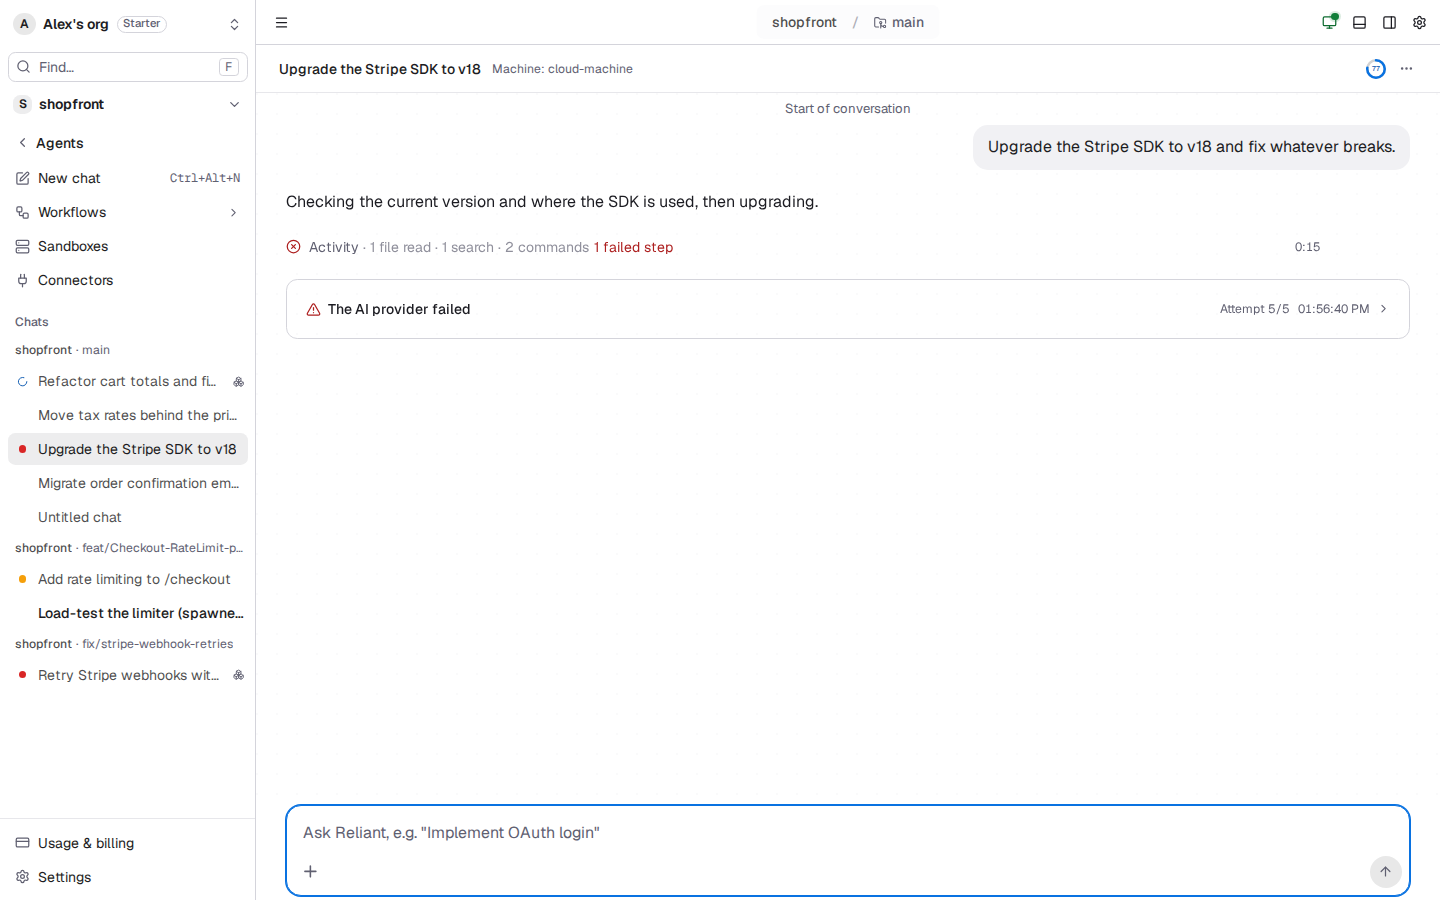 A Alex's org Starter
Find... F
S shopfront
Agents
New chat Ctrl+Alt+N
Workflows
Sandboxes
Connectors
Chats
shopfront · main
Refactor cart totals and fi...
Move tax rates behind the pri...
Upgrade the Stripe SDK to v18
Migrate order confirmation em...
Untitled chat
shopfront · feat/Checkout-RateLimit-p...
Add rate limiting to /checkout
Load-test the limiter (spawne...
shopfront · fix/stripe-webhook-retries
Retry Stripe webhooks wit...
Usage & billing
Settings
shopfront / main
Upgrade the Stripe SDK to v18 Machine: cloud-machine 77
Start of conversation
Upgrade the Stripe SDK to v18 and fix whatever breaks.
Checking the current version and where the SDK is used, then upgrading.
Activity · 1 file read · 1 search · 2 commands 1 failed step 0:15
The AI provider failed Attempt 5/5 01:56:40 PM
Ask Reliant, e.g. "Implement OAuth login"